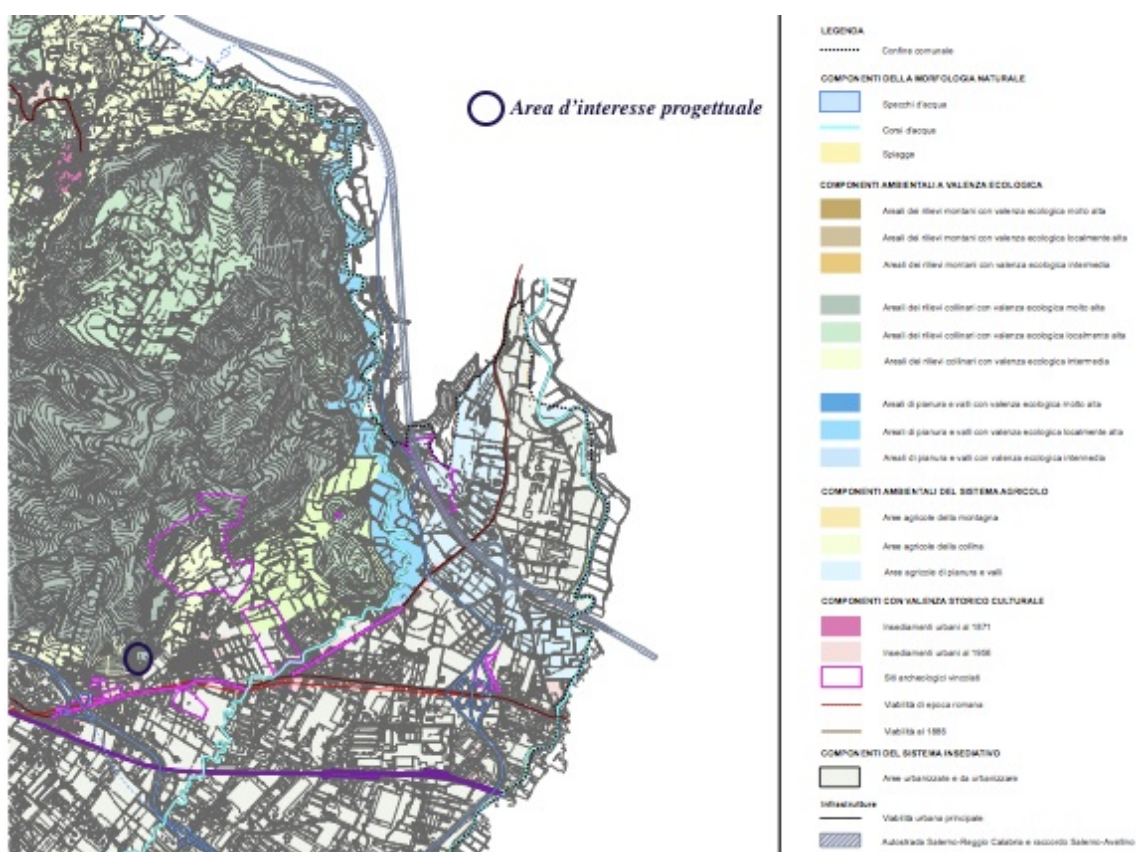 Area d'interesse progettuale
LEGENDA
Confine comunale
COMPONENTI DELLA MORFOLOGIA NATURALE
Specchi d'acqua
Corsi d'acqua
Spiagge
COMPONENTI AMBIENTALI A VALENZA ECOLOGICA
Areali dei rilievi montani con valenza ecologica molto alta
Areali dei rilievi montani con valenza ecologica localmente alta
Areali dei rilievi montani con valenza ecologica intermedia
Areali dei rilievi collinari con valenza ecologica molto alta
Areali dei rilievi collinari con valenza ecologica localmente alta
Areali dei rilievi collinari con valenza ecologica intermedia
Areali di pianura e valli con valenza ecologica molto alta
Areali di pianura e valli con valenza ecologica localmente alta
Areali di pianura e valli con valenza ecologica intermedia
COMPONENTI AMBIENTALI DEL SISTEMA AGRICOLO
Aree agricole della montagna
Aree agricole della collina
Aree agricole di pianura e valli
COMPONENTI CON VALENZA STORICO CULTURALE
Insediamenti urbani al 1871
Insediamenti urbani al 1956
Siti archeologici vincolati
Viabilità di epoca romana
Viabilità al
COMPONENTI DEL SISTEMA INSEDIATIVO
Aree urbanizzate e da urbanizzare
Infrastrutture
Viabilità urbana principale
Autostrada Salerno-Reggio Calabria e raccordo Salerno-Avellino